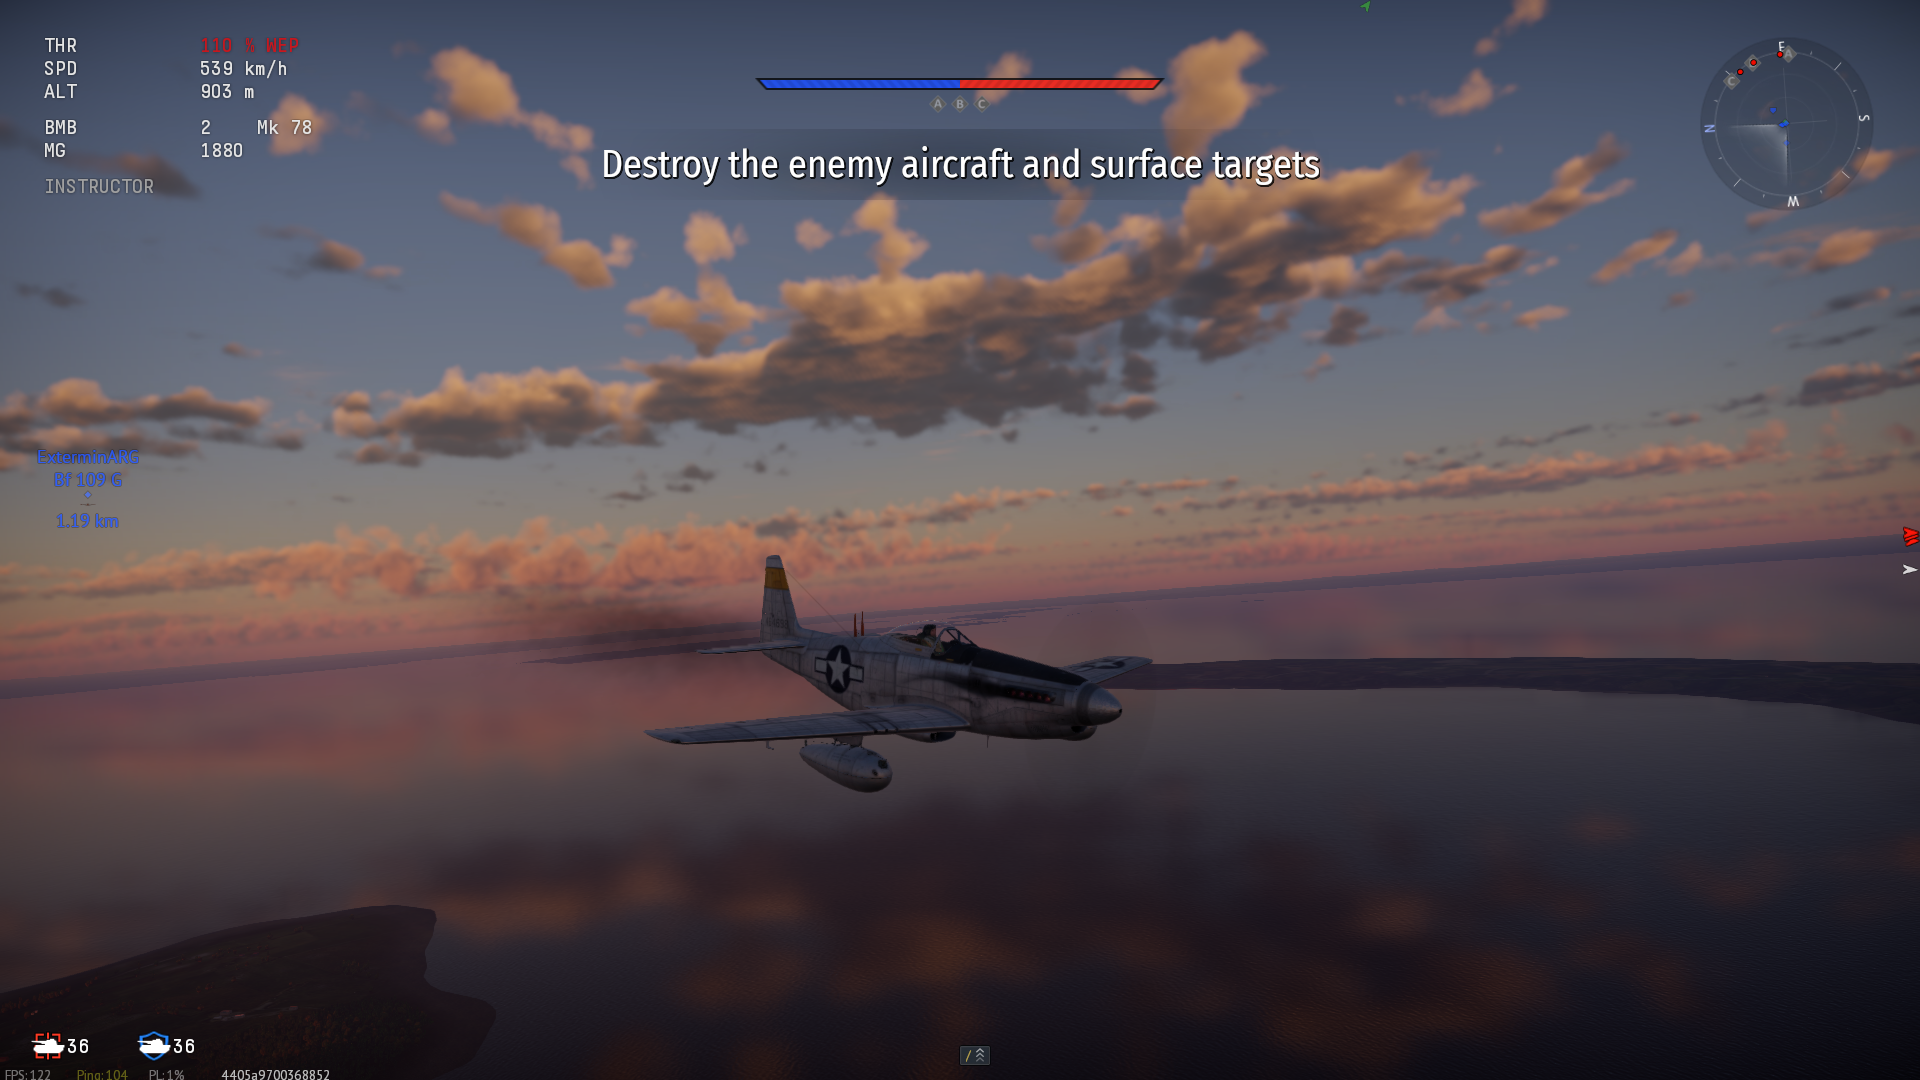 THR 110 % WEP
SPD 539 km/h
ALT 903 m
BMB 2 Mk 78
MG 1880
INSTRUCTOR
A B C
Destroy the enemy aircraft and surface targets
E
A
C
N
S
W
ExterminARG
Bf 109 G
1.19 km
36 36
FPS:122 Ping:104 PL:1% 4405a9700368852